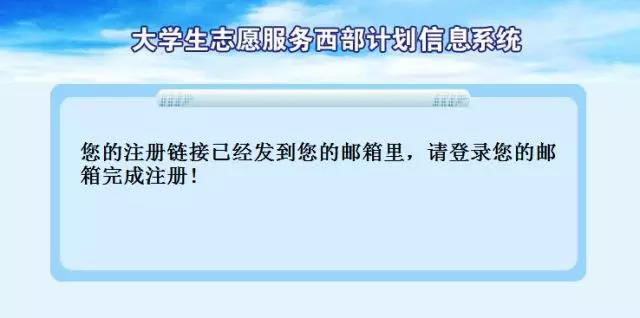 大学生志愿服务西部计划信息系统
您的注册链接已经发到您的邮箱里，请登录您的邮
箱完成注册!